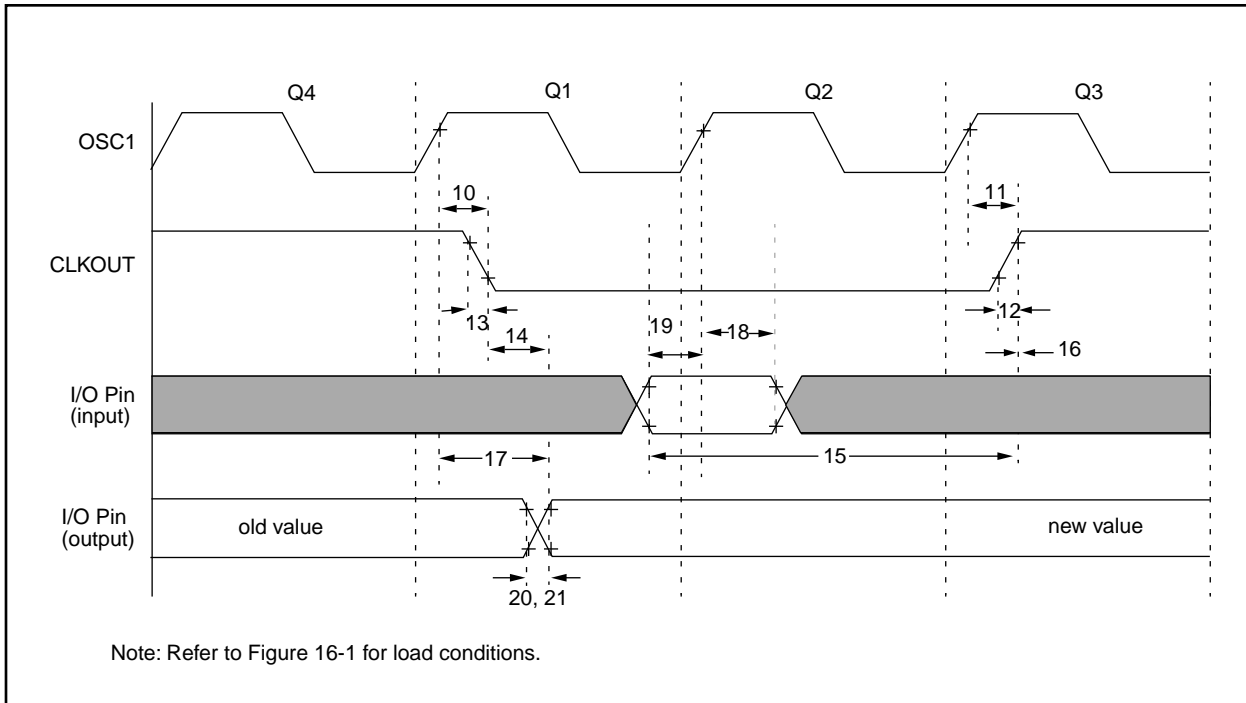 Q4 Q1 Q2 Q3
OSC1
10 11
CLKOUT
13 14 19 18 12 16
I/O Pin
(input)
17 15
I/O Pin
(output)
old value new value
20, 21
Note: Refer to Figure 16-1 for load conditions.